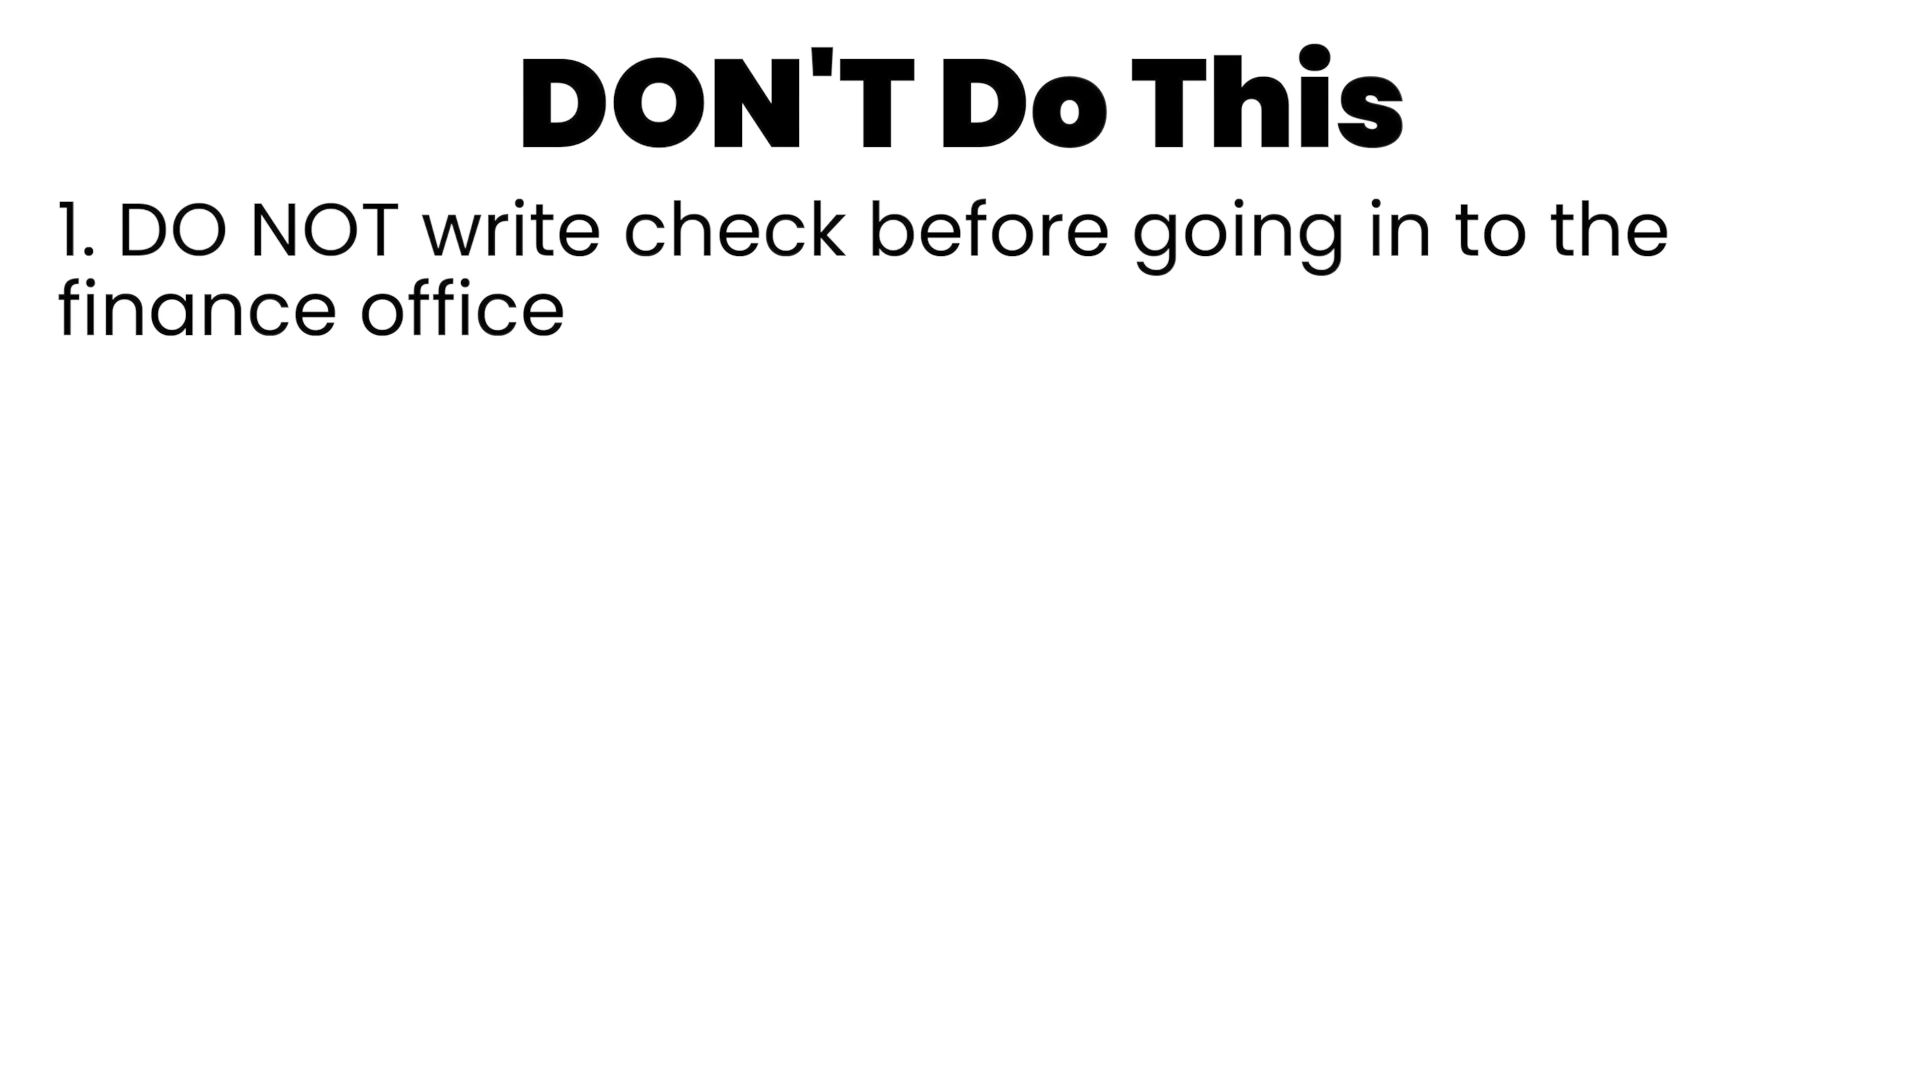 DON'T Do This
1. DO NOT write check before going in to the
finance office